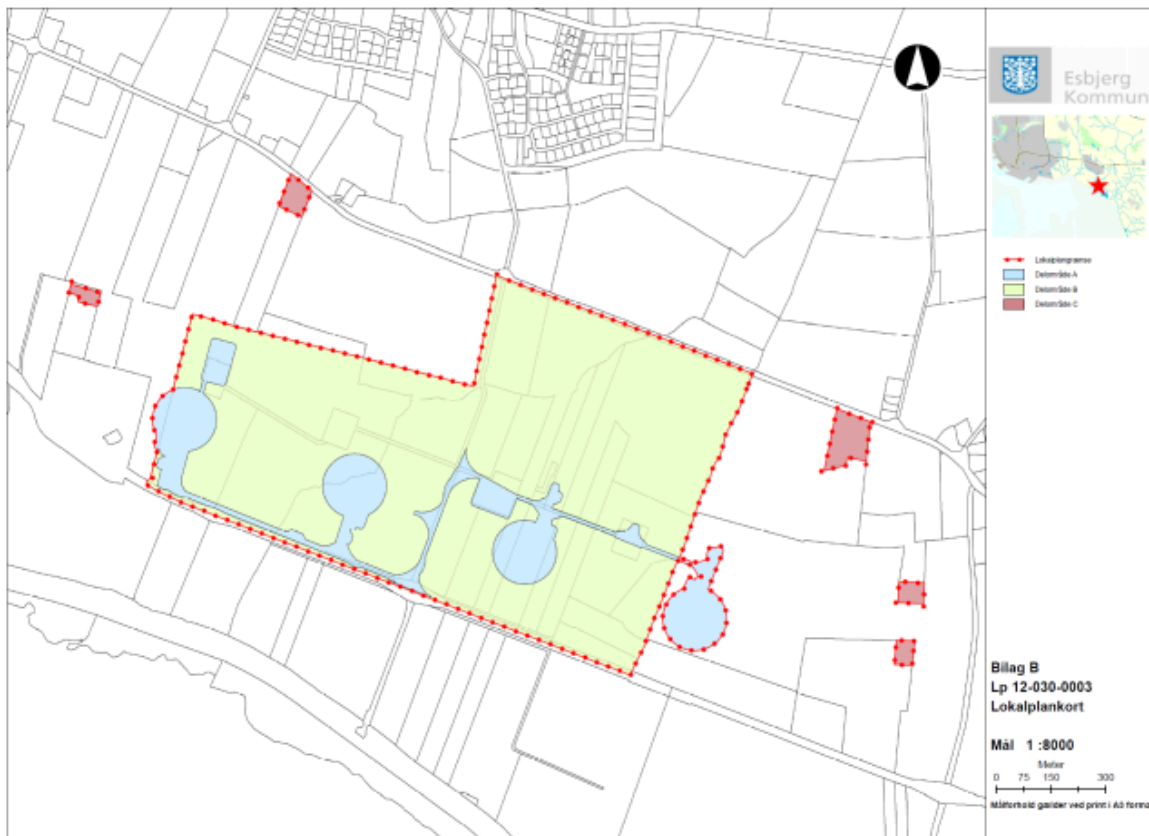 Esbjerg
Kommun
Lokalplangrænse
Delområde A
Delområde B
Delområde C
Bilag B
Lp 12-030-0003
Lokalplankort
Mål 1 :8000
Meter
0 75 150 300
Målforhold gælder ved print i A3 forma